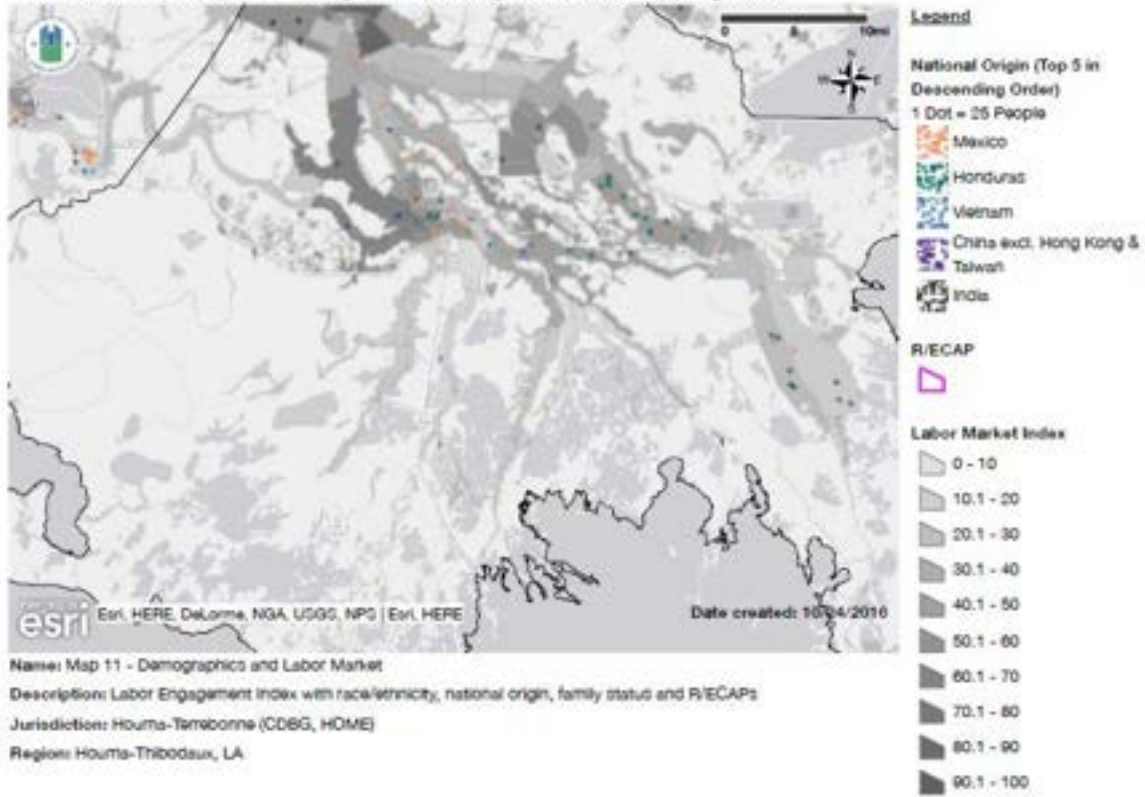 0
10mi
N
W
E
S
Legend
National Origin (Top 5 in
Descending Order)
1 Dot = 25 People
Mexico
Honduras
Vietnam
China excl. Hong Kong &
Taiwan
India
R/ECAP
Labor Market Index
0 - 10
10.1 - 20
20.1 - 30
30.1 - 40
40.1 - 50
50.1 - 60
60.1 - 70
70.1 - 80
80.1 - 90
90.1 - 100
esri
Esri, HERE, DeLorme, NGA, USGS, NPS | Esri, HERE
Date created: 10/24/2016
Name: Map 11 - Demographics and Labor Market
Description: Labor Engagement Index with race/ethnicity, national origin, family status and R/ECAPs
Jurisdiction: Houma-Terrebonne (CDBG, HOME)
Region: Houma-Thibodaux, LA